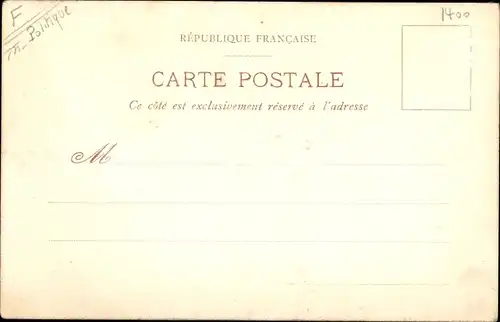 F
Politique
1400
RÉPUBLIQUE FRANÇAISE
CARTE POSTALE
Ce côté est exclusivement réservé à l'adresse
M